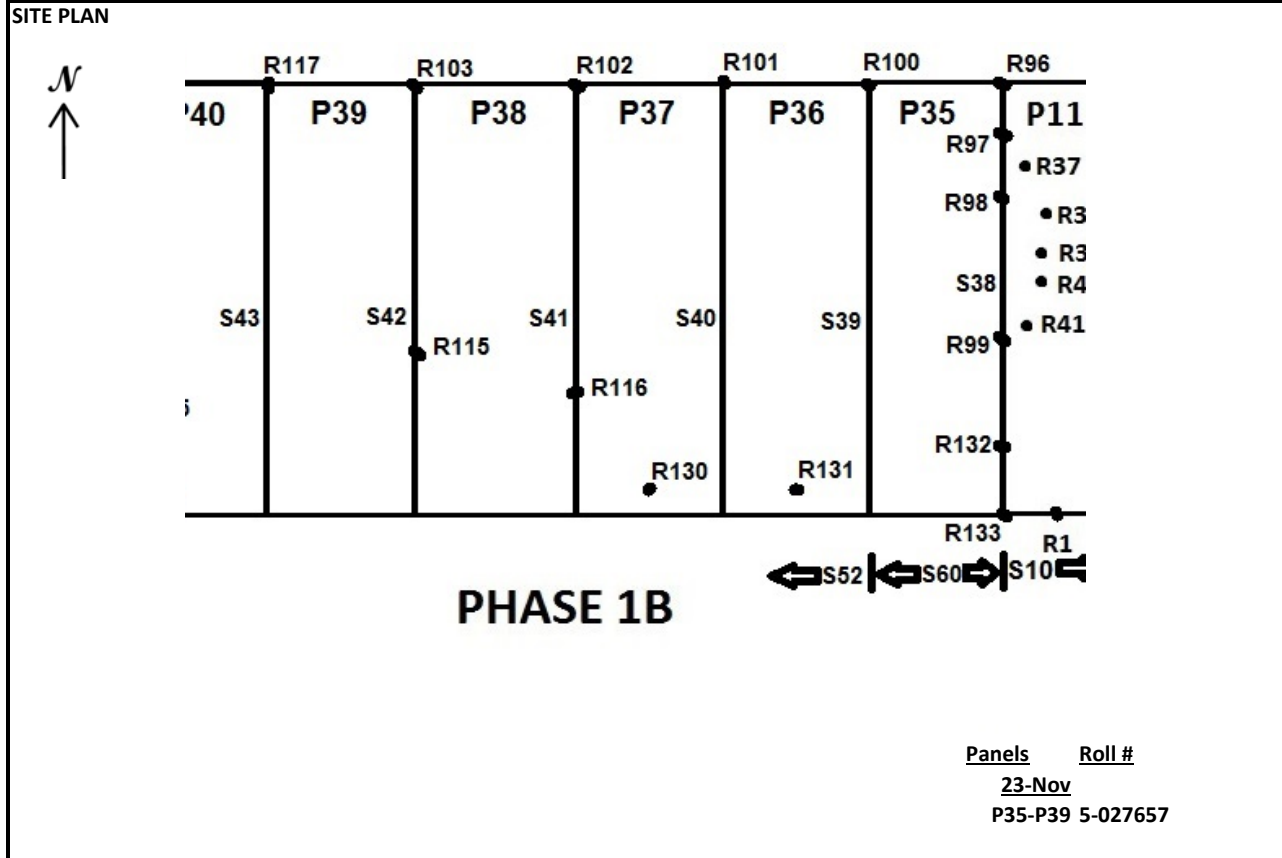 SITE PLAN
N
R117 R103 R102 R101 R100 R96
P39 P38 P37 P36 P35 P11
R97
R37
R98
S38
S43 S42 S41 S40 S39
R41
R115
R99
R116
R132
R130 R131
R133
R1
S52 S60 S10
PHASE 1B
Panels Roll #
23-Nov
P35-P39 5-027657